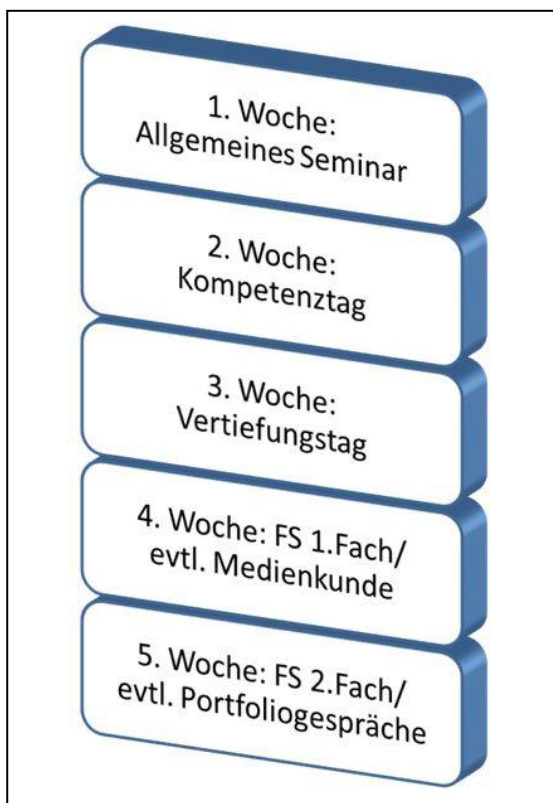 1. Woche:
Allgemeines Seminar
2. Woche:
Kompetenztag
3. Woche:
Vertiefungstag
4. Woche: FS 1.Fach/
evtl. Medienkunde
5. Woche: FS 2.Fach/
evtl. Portfoliogespräche